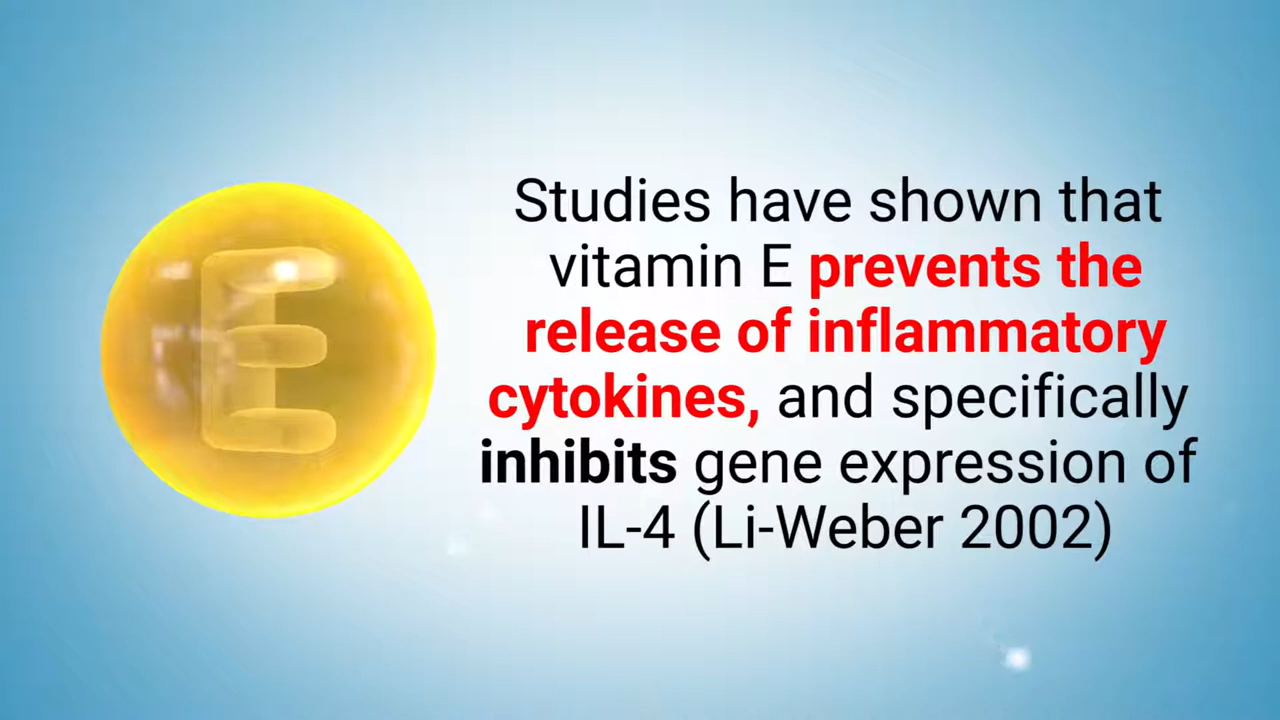 E
Studies have shown that
vitamin E prevents the
release of inflammatory
cytokines, and specifically
inhibits gene expression of
IL-4 (Li-Weber 2002)